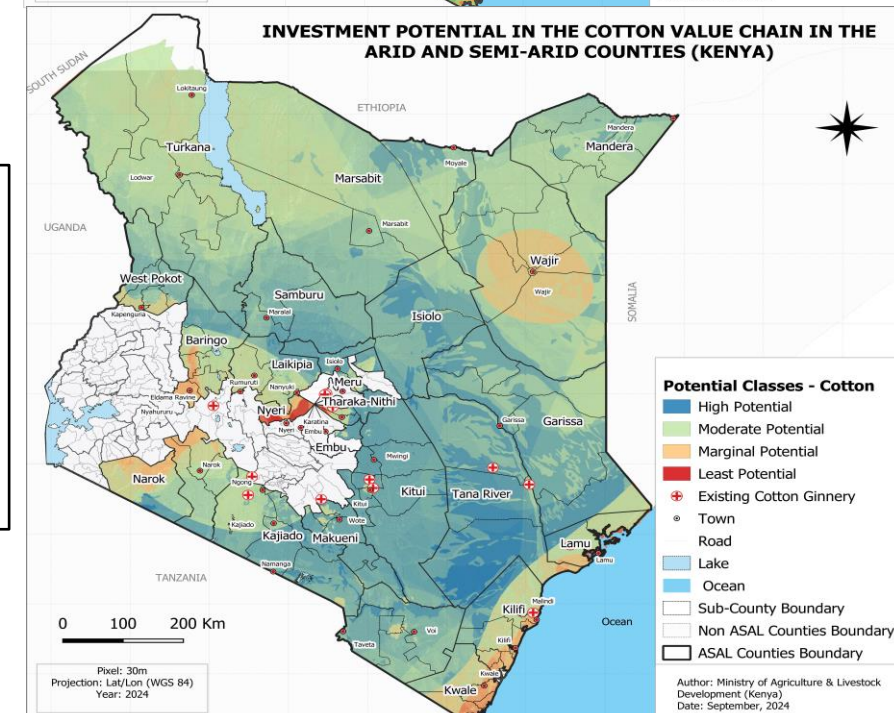 INVESTMENT POTENTIAL IN THE COTTON VALUE CHAIN IN THE
ARID AND SEMI-ARID COUNTIES (KENYA)
SOUTH SUDAN
ETHIOPIA
Lokitaung
Mandera
Mandera
Turkana
Moyale
Lodwar
Marsabit
Marsabit
UGANDA
Wajir
Wajir
West Pokot
Samburu
SOMALIA
Kapenguria
Maralal
Isiolo
Baringo
Laikipia
Isiolo
Rumuruti
Nanyuki
Meru
Eldama Ravine
Tharaka-Nithi
Nyahururu
Nyeri
Karatina
Nyeri
Embu
Garissa
Garissa
Embu
Mwingi
Narok
Narok
Ngong
Kitui
Tana River
Kitui
Kajiado
Wote
Kajiado
Makueni
Lamu
Lamu
Namanga
TANZANIA
Malindi
Kilifi
Ocean
Taveta
Voi
Kilifi
Kwale
Kwale
0 100 200 Km
Pixel: 30m
Projection: Lat/Lon (WGS 84)
Year: 2024
Potential Classes - Cotton
High Potential
Moderate Potential
Marginal Potential
Least Potential
Existing Cotton Ginnery
Town
Road
Lake
Ocean
Sub-County Boundary
Non ASAL Counties Boundary
ASAL Counties Boundary
Author: Ministry of Agriculture & Livestock
Development (Kenya)
Date: September, 2024